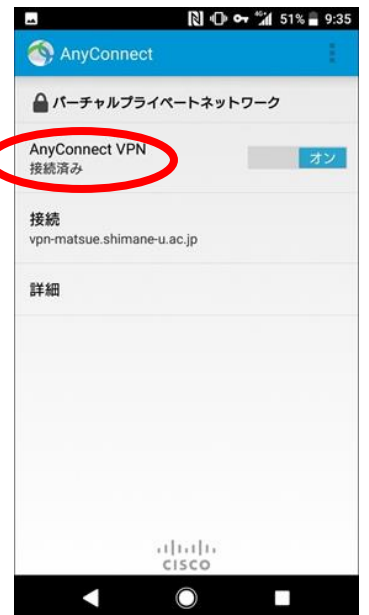 51% 9:35
AnyConnect
バーチャルプライベートネットワーク
AnyConnect VPN
接続済み
オン
接続
vpn-matsue.shimane-u.ac.jp
詳細
CISCO